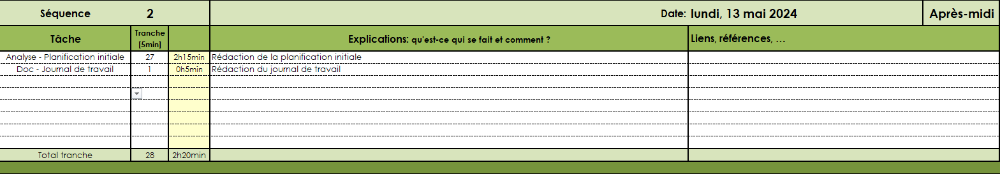 Séquence 2 Date: lundi, 13 mai 2024 Après-midi
Tâche Tranche [5min] Explications: qu'est-ce qui se fait et comment ? Liens, références, …
Analyse - Planification initiale 27 2h15min Rédaction de la planification initiale
Doc - Journal de travail 1 0h5min Rédaction du journal de travail
Total tranche 28 2h20min